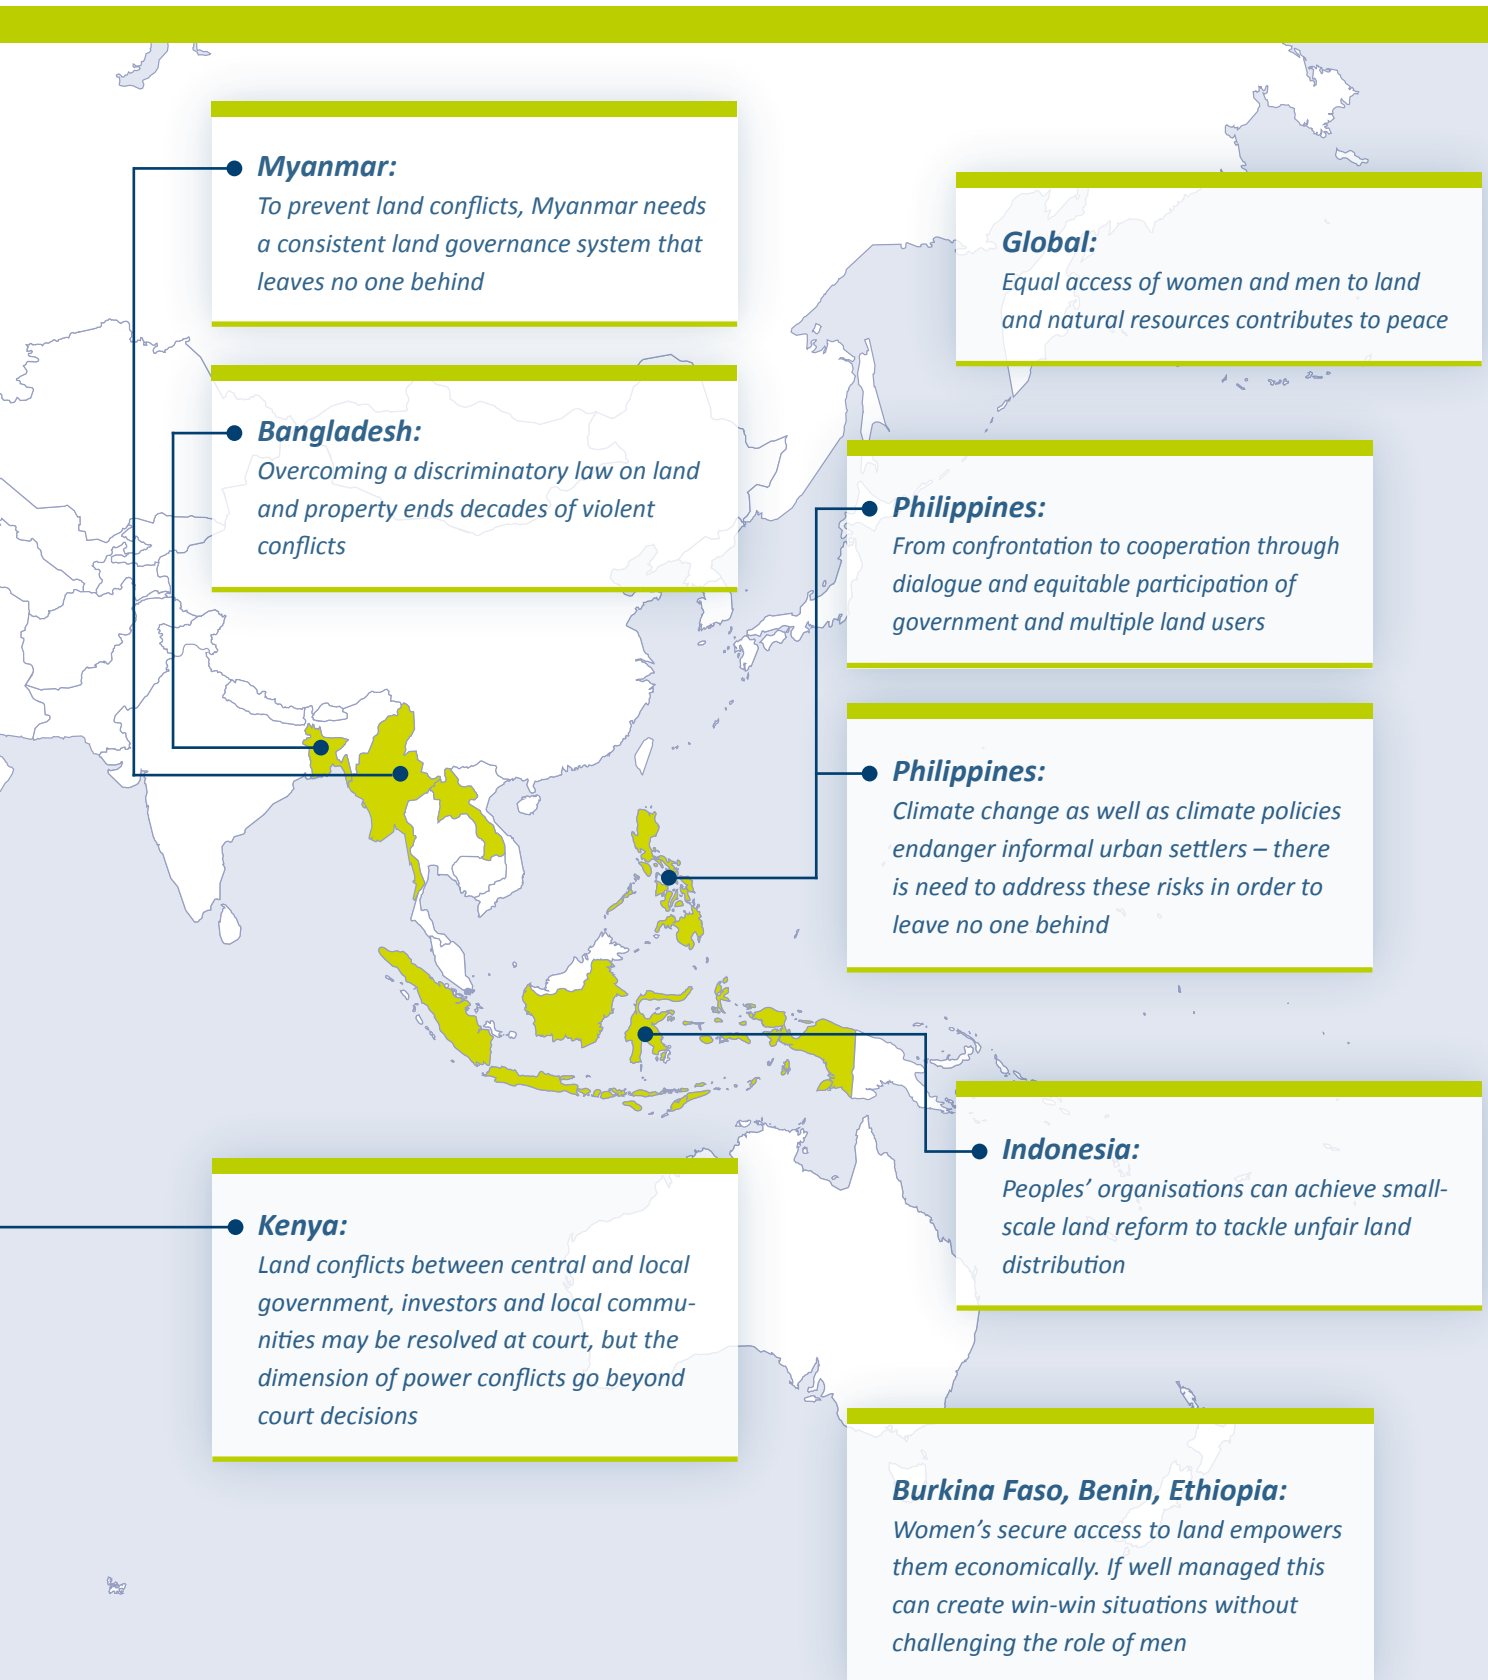 Myanmar:
To prevent land conflicts, Myanmar needs
a consistent land governance system that
leaves no one behind
Global:
Equal access of women and men to land
and natural resources contributes to peace
Bangladesh:
Overcoming a discriminatory law on land
and property ends decades of violent
conflicts
Philippines:
From confrontation to cooperation through
dialogue and equitable participation of
government and multiple land users
Philippines:
Climate change as well as climate policies
endanger informal urban settlers – there
is need to address these risks in order to
leave no one behind
Indonesia:
Peoples’ organisations can achieve small-
scale land reform to tackle unfair land
distribution
Kenya:
Land conflicts between central and local
government, investors and local commu-
nities may be resolved at court, but the
dimension of power conflicts go beyond
court decisions
Burkina Faso, Benin, Ethiopia:
Women’s secure access to land empowers
them economically. If well managed this
can create win-win situations without
challenging the role of men